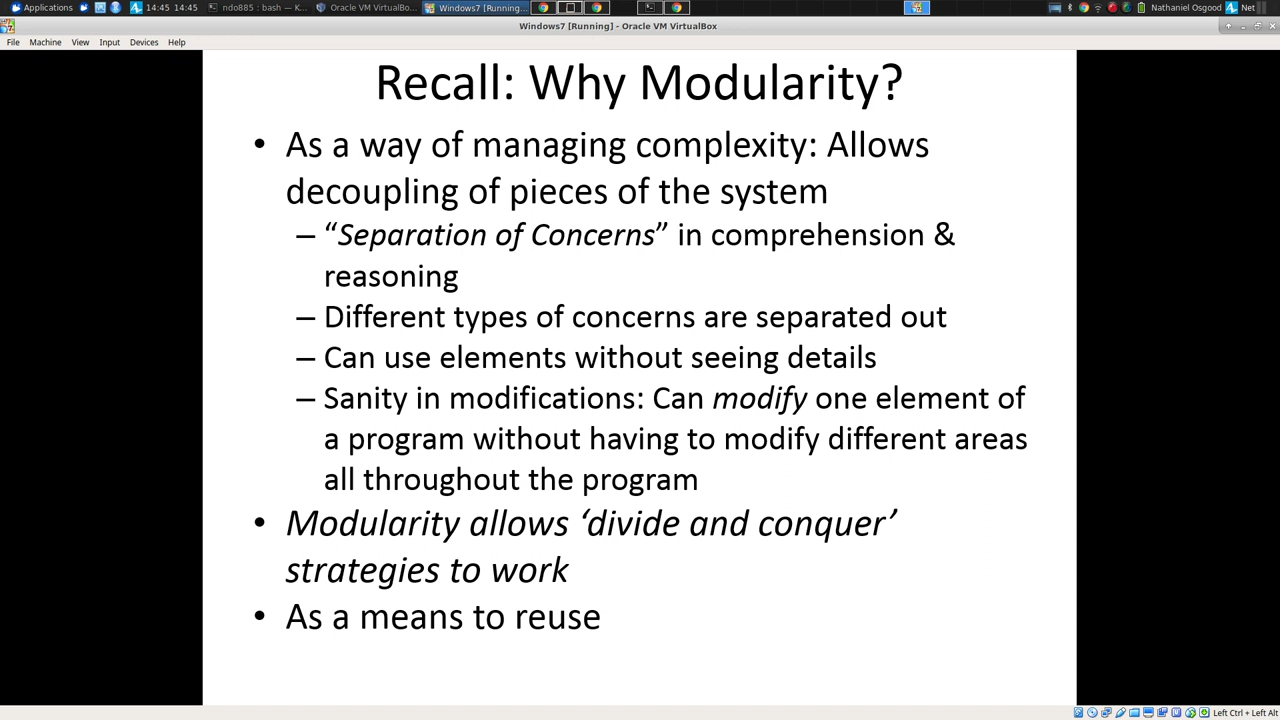 Applications 14:45 14:45 ndo885 : bash — K... Oracle VM VirtualBo... Windows7 [Running... Nathaniel Osgood Net
Windows7 [Running] - Oracle VM VirtualBox
File Machine View Input Devices Help
Recall: Why Modularity?
• As a way of managing complexity: Allows
decoupling of pieces of the system
– “Separation of Concerns” in comprehension &
reasoning
– Different types of concerns are separated out
– Can use elements without seeing details
– Sanity in modifications: Can modify one element of
a program without having to modify different areas
all throughout the program
• Modularity allows ‘divide and conquer’
strategies to work
• As a means to reuse
Left Ctrl + Left Alt